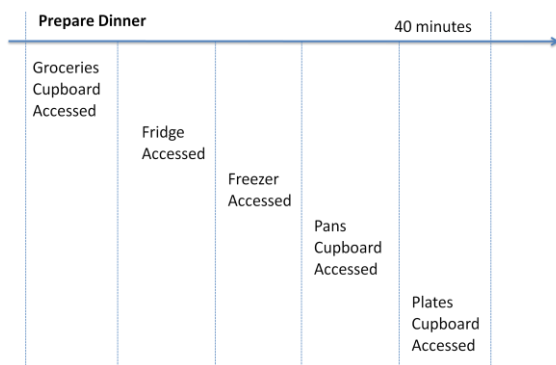 Prepare Dinner
40 minutes
Groceries
Cupboard
Accessed
Fridge
Accessed
Freezer
Accessed
Pans
Cupboard
Accessed
Plates
Cupboard
Accessed